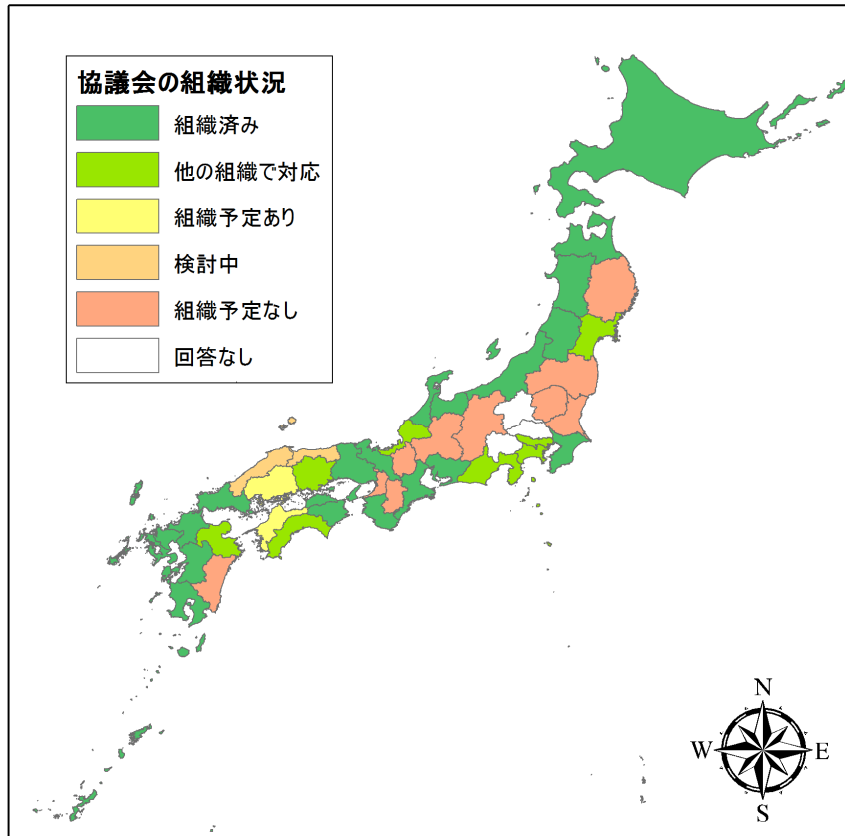 協議会の組織状況
組織済み
他の組織で対応
組織予定あり
検討中
組織予定なし
回答なし
N
W
E
S